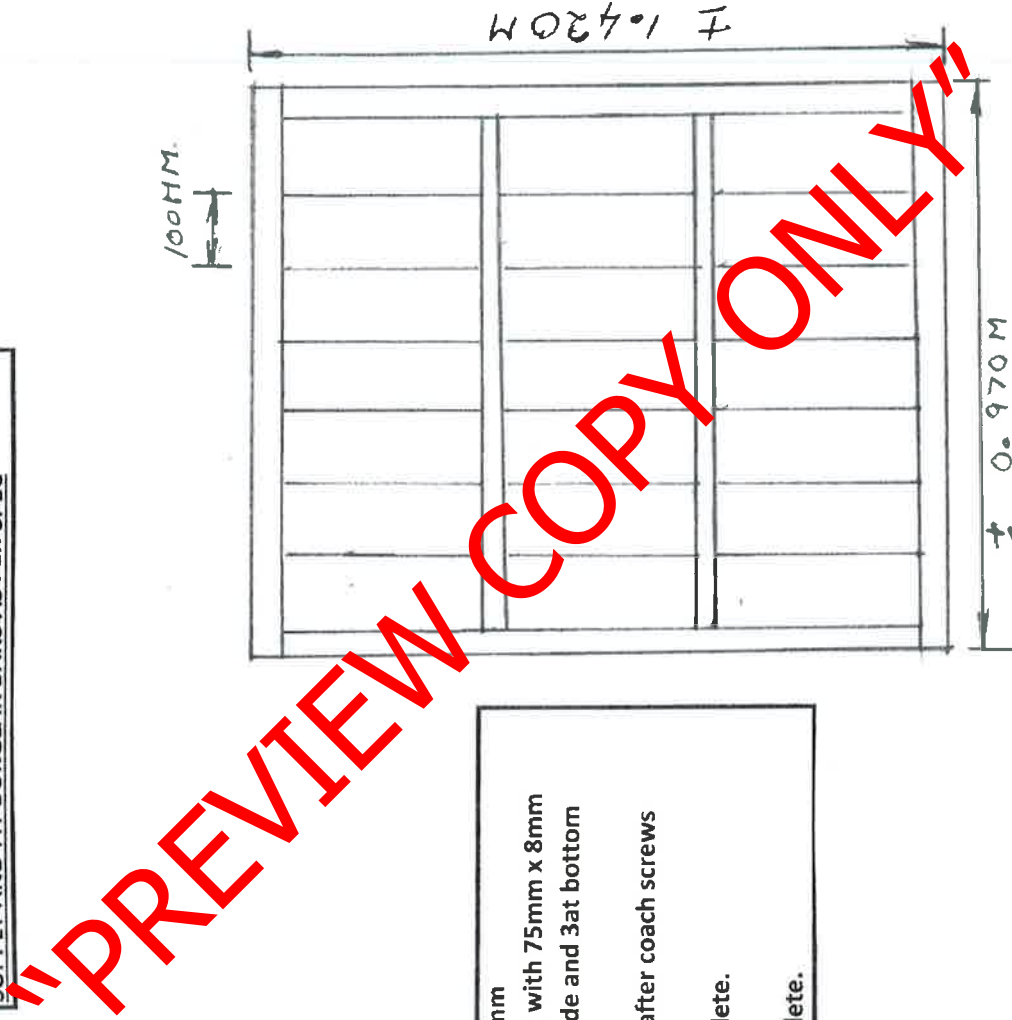 ± 1.420M
100MM.
± 0.970M
with 75mm x 8mm
de and 3at bottom
after coach screws
lete.
lete.
"PREVIEW COPY ONLY"